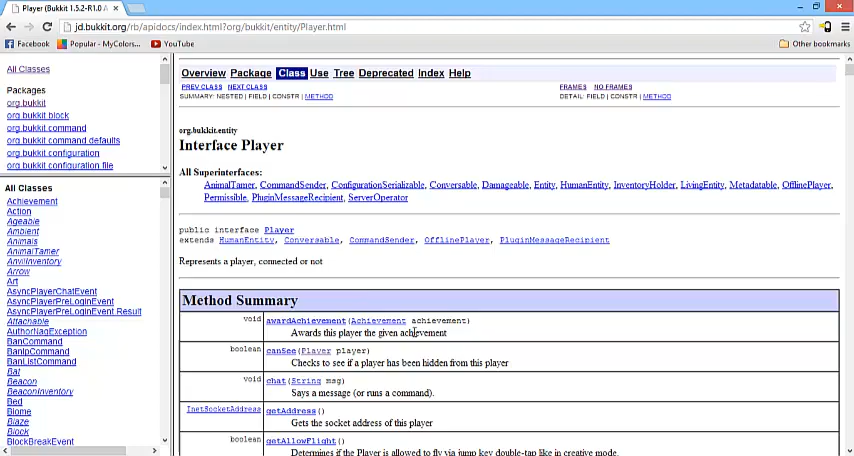 Player (Bukkit 1.5.2-R1.0 A
jd.bukkit.org/rb/apidocs/index.html?org/bukkit/entity/Player.html
Facebook Popular - MyColors... YouTube Other bookmarks
All Classes
Packages
org.bukkit
org.bukkit.block
org.bukkit.command
org.bukkit.command.defaults
org.bukkit.configuration
org.bukkit.configuration.file
All Classes
Achievement
Action
Ageable
Ambient
Animals
AnimalTamer
AnvilInventory
Arrow
Art
AsyncPlayerChatEvent
AsyncPlayerPreLoginEvent
AsyncPlayerPreLoginEvent.Result
Attachable
AuthorNagException
BanCommand
BanIpCommand
BanListCommand
Bat
Beacon
BeaconInventory
Bed
Biome
Blaze
Block
BlockBreakEvent
Overview Package Class Use Tree Deprecated Index Help
PREV CLASS NEXT CLASS FRAMES NO FRAMES
SUMMARY: NESTED | FIELD | CONSTR | METHOD DETAIL: FIELD | CONSTR | METHOD
org.bukkit.entity
Interface Player
All Superinterfaces:
AnimalTamer, CommandSender, ConfigurationSerializable, Conversable, Damageable, Entity, HumanEntity, InventoryHolder, LivingEntity, Metadatable, OfflinePlayer,
Permissible, PluginMessageRecipient, ServerOperator
public interface Player
extends HumanEntity, Conversable, CommandSender, OfflinePlayer, PluginMessageRecipient
Represents a player, connected or not
Method Summary
void awardAchievement(Achievement achievement)
Awards this player the given achievement
boolean canSee(Player player)
Checks to see if a player has been hidden from this player
void chat(String msg)
Says a message (or runs a command).
InetSocketAddress getAddress()
Gets the socket address of this player
boolean getAllowFlight()
Determines if the Player is allowed to fly via jump key double-tap like in creative mode.